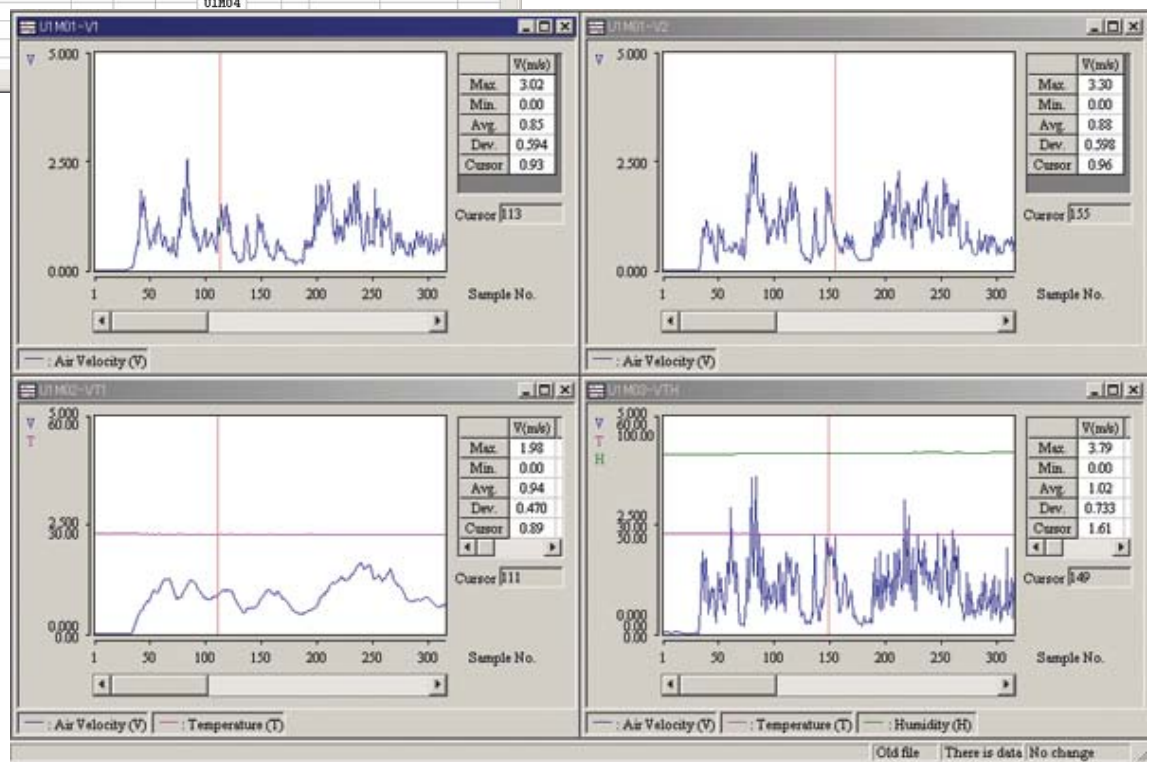 U1M04
U1M01-V1
V 5.000
2.500
0.000
1 50 100 150 200 250 300 Sample No.
V(m/s)
Max. 3.02
Min. 0.00
Avg. 0.85
Dev. 0.594
Cursor 0.93
Cursor 113
: Air Velocity (V)
U1M01-V2
V 5.000
2.500
0.000
1 50 100 150 200 250 300 Sample No.
V(m/s)
Max. 3.30
Min. 0.00
Avg. 0.88
Dev. 0.598
Cursor 0.96
Cursor 155
: Air Velocity (V)
U1M02-VT1
V 5.000
T 60.00
2.500
30.00
0.000
0.00
1 50 100 150 200 250 300 Sample No.
V(m/s)
Max. 1.98
Min. 0.00
Avg. 0.94
Dev. 0.470
Cursor 0.89
Cursor 111
: Air Velocity (V) : Temperature (T)
U1M03-VTH
V 5.000
T 60.00
H 100.00
2.500
30.00
50.00
0.000
0.00
0.00
1 50 100 150 200 250 300 Sample No.
V(m/s)
Max. 3.79
Min. 0.00
Avg. 1.02
Dev. 0.733
Cursor 1.61
Cursor 149
: Air Velocity (V) : Temperature (T) : Humidity (H)
Old file There is data No change